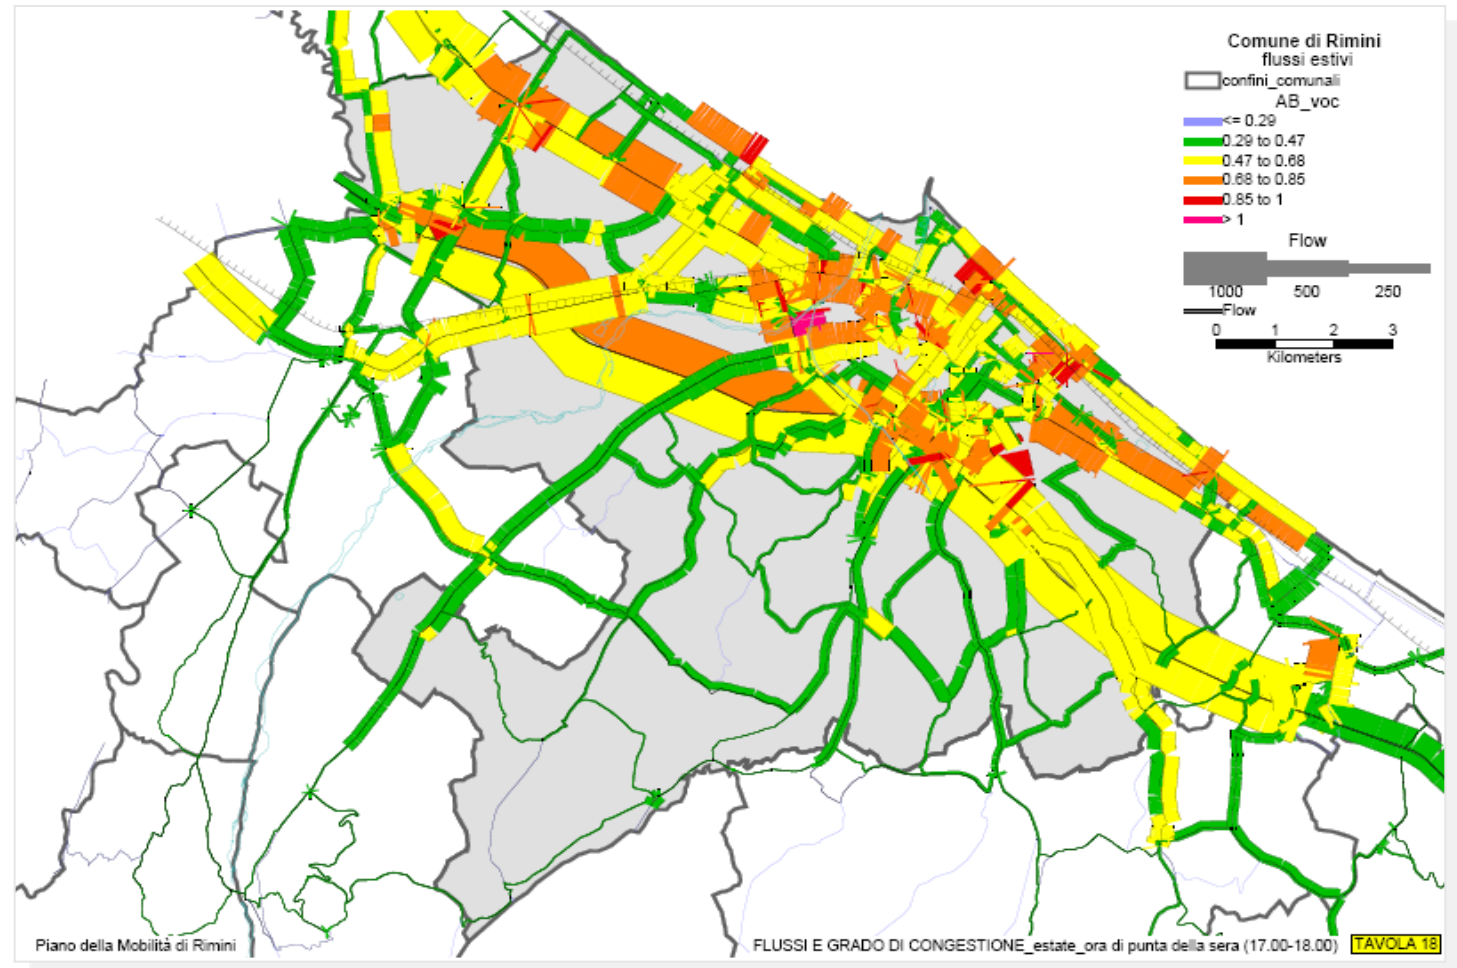 Comune di Rimini
flussi estivi
confini_comunali
AB_voc
<= 0.29
0.29 to 0.47
0.47 to 0.68
0.68 to 0.85
0.85 to 1
> 1
Flow
1000 500 250
Flow
0 1 2 3
Kilometers
Piano della Mobilità di Rimini
FLUSSI E GRADO DI CONGESTIONE_estate_ora di punta della sera (17.00-18.00)
TAVOLA 18